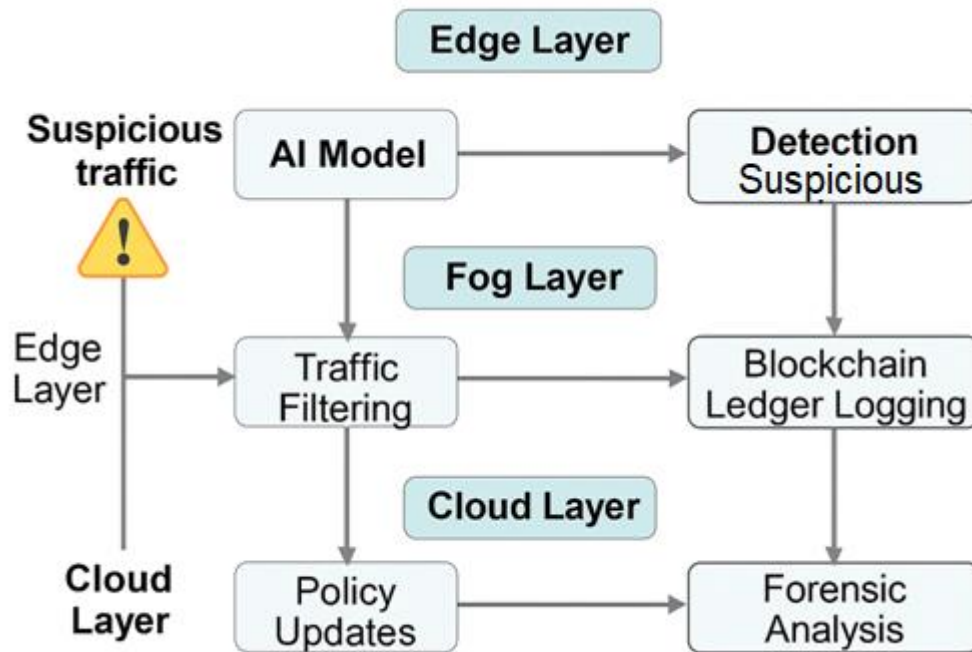 Edge Layer
Suspicious
traffic
AI Model
Detection
Suspicious
Fog Layer
Edge
Layer
Traffic
Filtering
Blockchain
Ledger Logging
Cloud Layer
Cloud
Layer
Policy
Updates
Forensic
Analysis